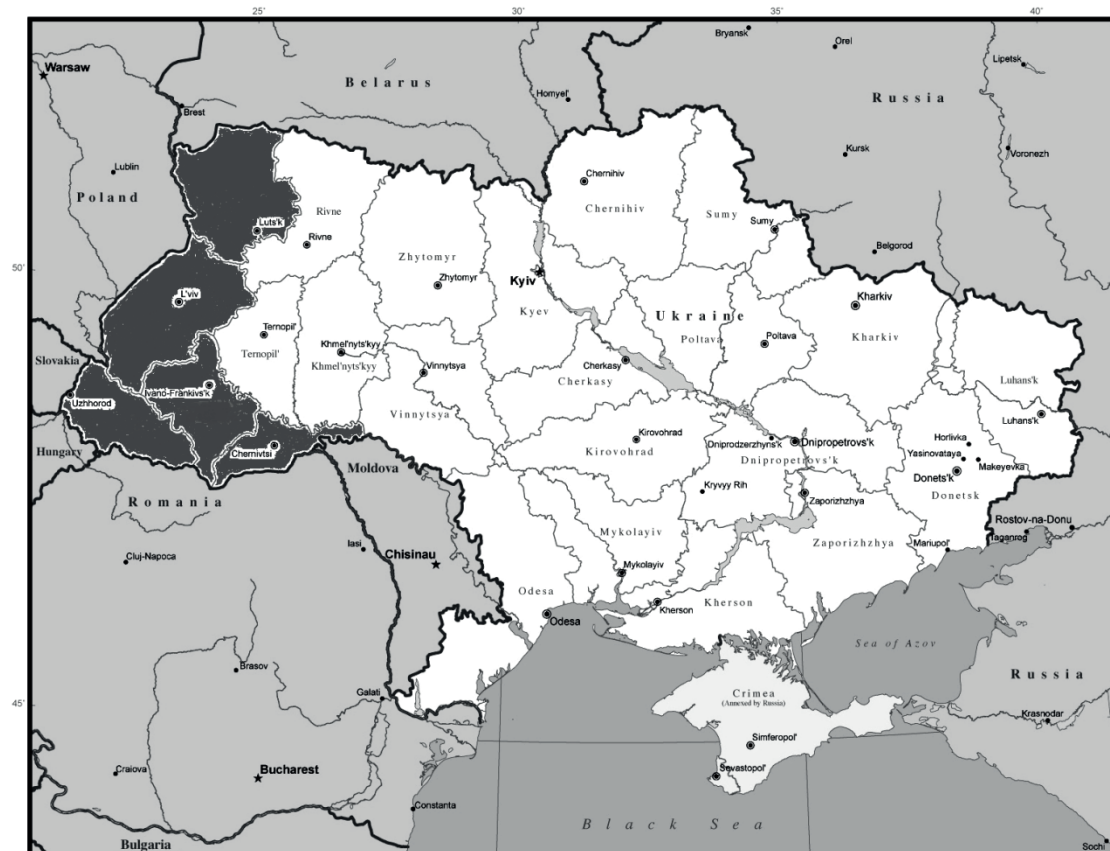 25°
30°
35°
40°
Bryansk
Orel
Lipetsk
Warsaw
Belarus
Homyel'
Russia
Brest
Voronezh
Kursk
Lublin
Chernihiv
Poland
Rivne
Chernihiv
Sumy
Sumy
Luts'k
Rivne
Belgorod
Zhytomyr
50°
Kyiv
Zhytomyr
L'viv
Kharkiv
Kyev
Ukraine
Ternopil'
Poltava
Kharkiv
Poltava
Khmel'nyts'kyy
Ternopil'
Slovakia
Khmel'nyts'kyy
Cherkasy
Vinnytsya
Luhans'k
Cherkasy
Ivano-Frankivs'k
Uzhhorod
Vinnytsya
Luhans'k
Kirovohrad
Dniprodzerzhyns'k
Dnipropetrovs'k
Horlivka
Chernivtsi
Hungary
Kirovohrad
Yasinovataya
Makeyevka
Dnipropetrovs'k
Moldova
Donets'k
Kryvyy Rih
Donetsk
Romania
Zaporizhzhya
Rostov-na-Donu
Mykolayiv
Taganrog
Zaporizhzhya
Iasi
Mariupol'
Cluj-Napoca
Chisinau
Mykolayiv
Odesa
Kherson
Kherson
Odesa
Sea of Azov
Brasov
Russia
Galati
Crimea
(Annexed by Russia)
45°
Krasnodar
Simferopol'
Craiova
Bucharest
Sevastopol'
Constanta
Black Sea
Bulgaria
Sochi